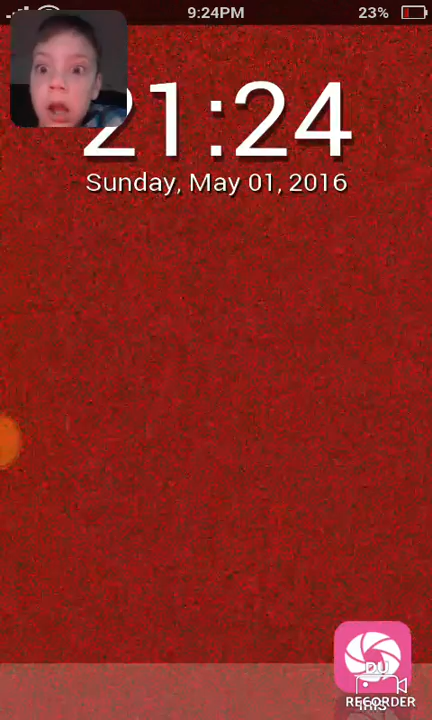 9:24PM
23%
21:24
Sunday, May 01, 2016
DU
RECORDER